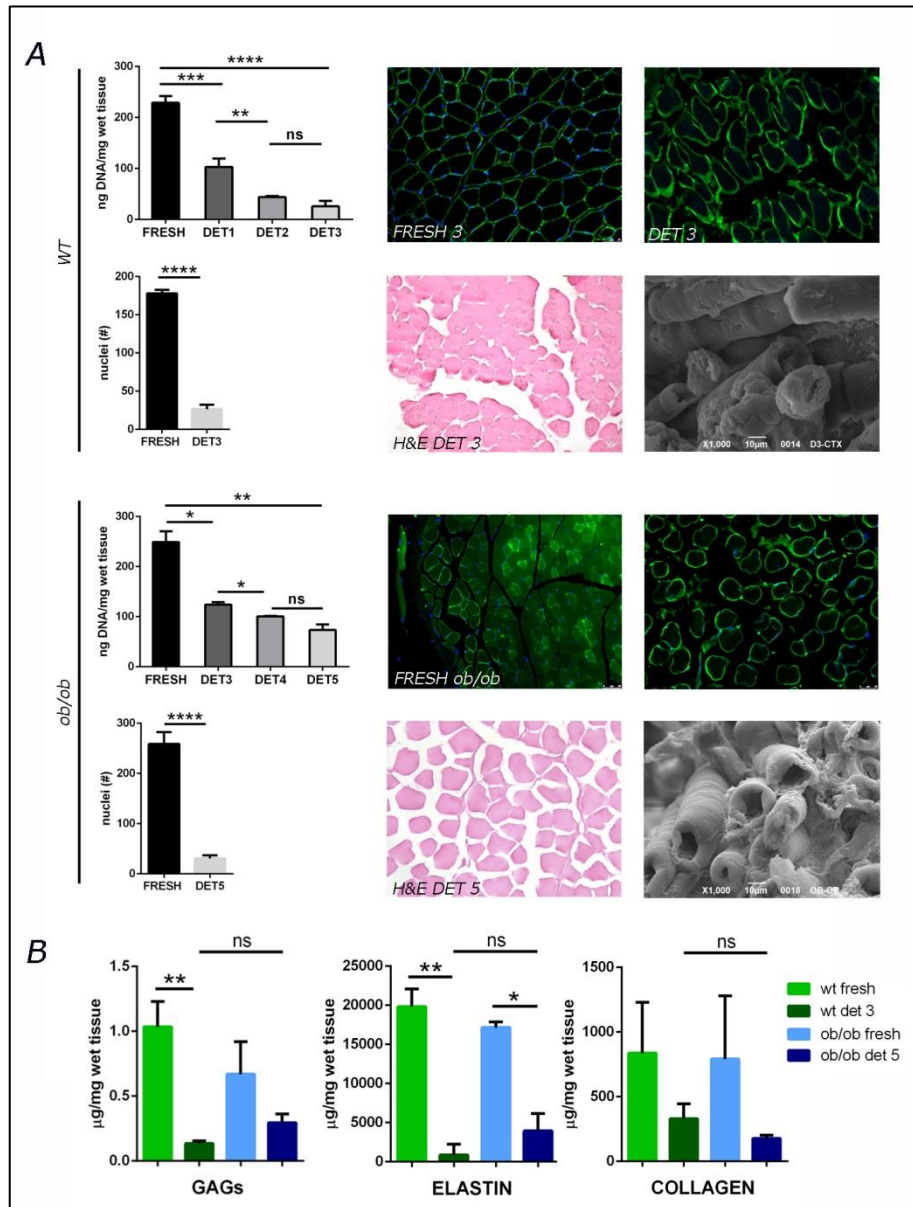 A
WT
ng DNA/mg wet tissue
300
200
100
0
****
***
**
ns
FRESH DET1 DET2 DET3
FRESH 3
DET 3
nuclei (#)
200
150
100
50
0
****
FRESH DET3
H&E DET 3
X1,000 10µm 0014 D3-CTX
ob/ob
ng DNA/mg wet tissue
300
200
100
0
**
*
*
ns
FRESH DET3 DET4 DET5
FRESH ob/ob
nuclei (#)
300
200
100
0
****
FRESH DET5
H&E DET 5
X1,000 10µm 0018
B
µg/mg wet tissue
1.5
1.0
0.5
0.0
ns
**
GAGs
µg/mg wet tissue
25000
20000
15000
10000
5000
0
ns
**
*
ELASTIN
µg/mg wet tissue
1500
1000
500
0
ns
COLLAGEN
wt fresh
wt det 3
ob/ob fresh
ob/ob det 5